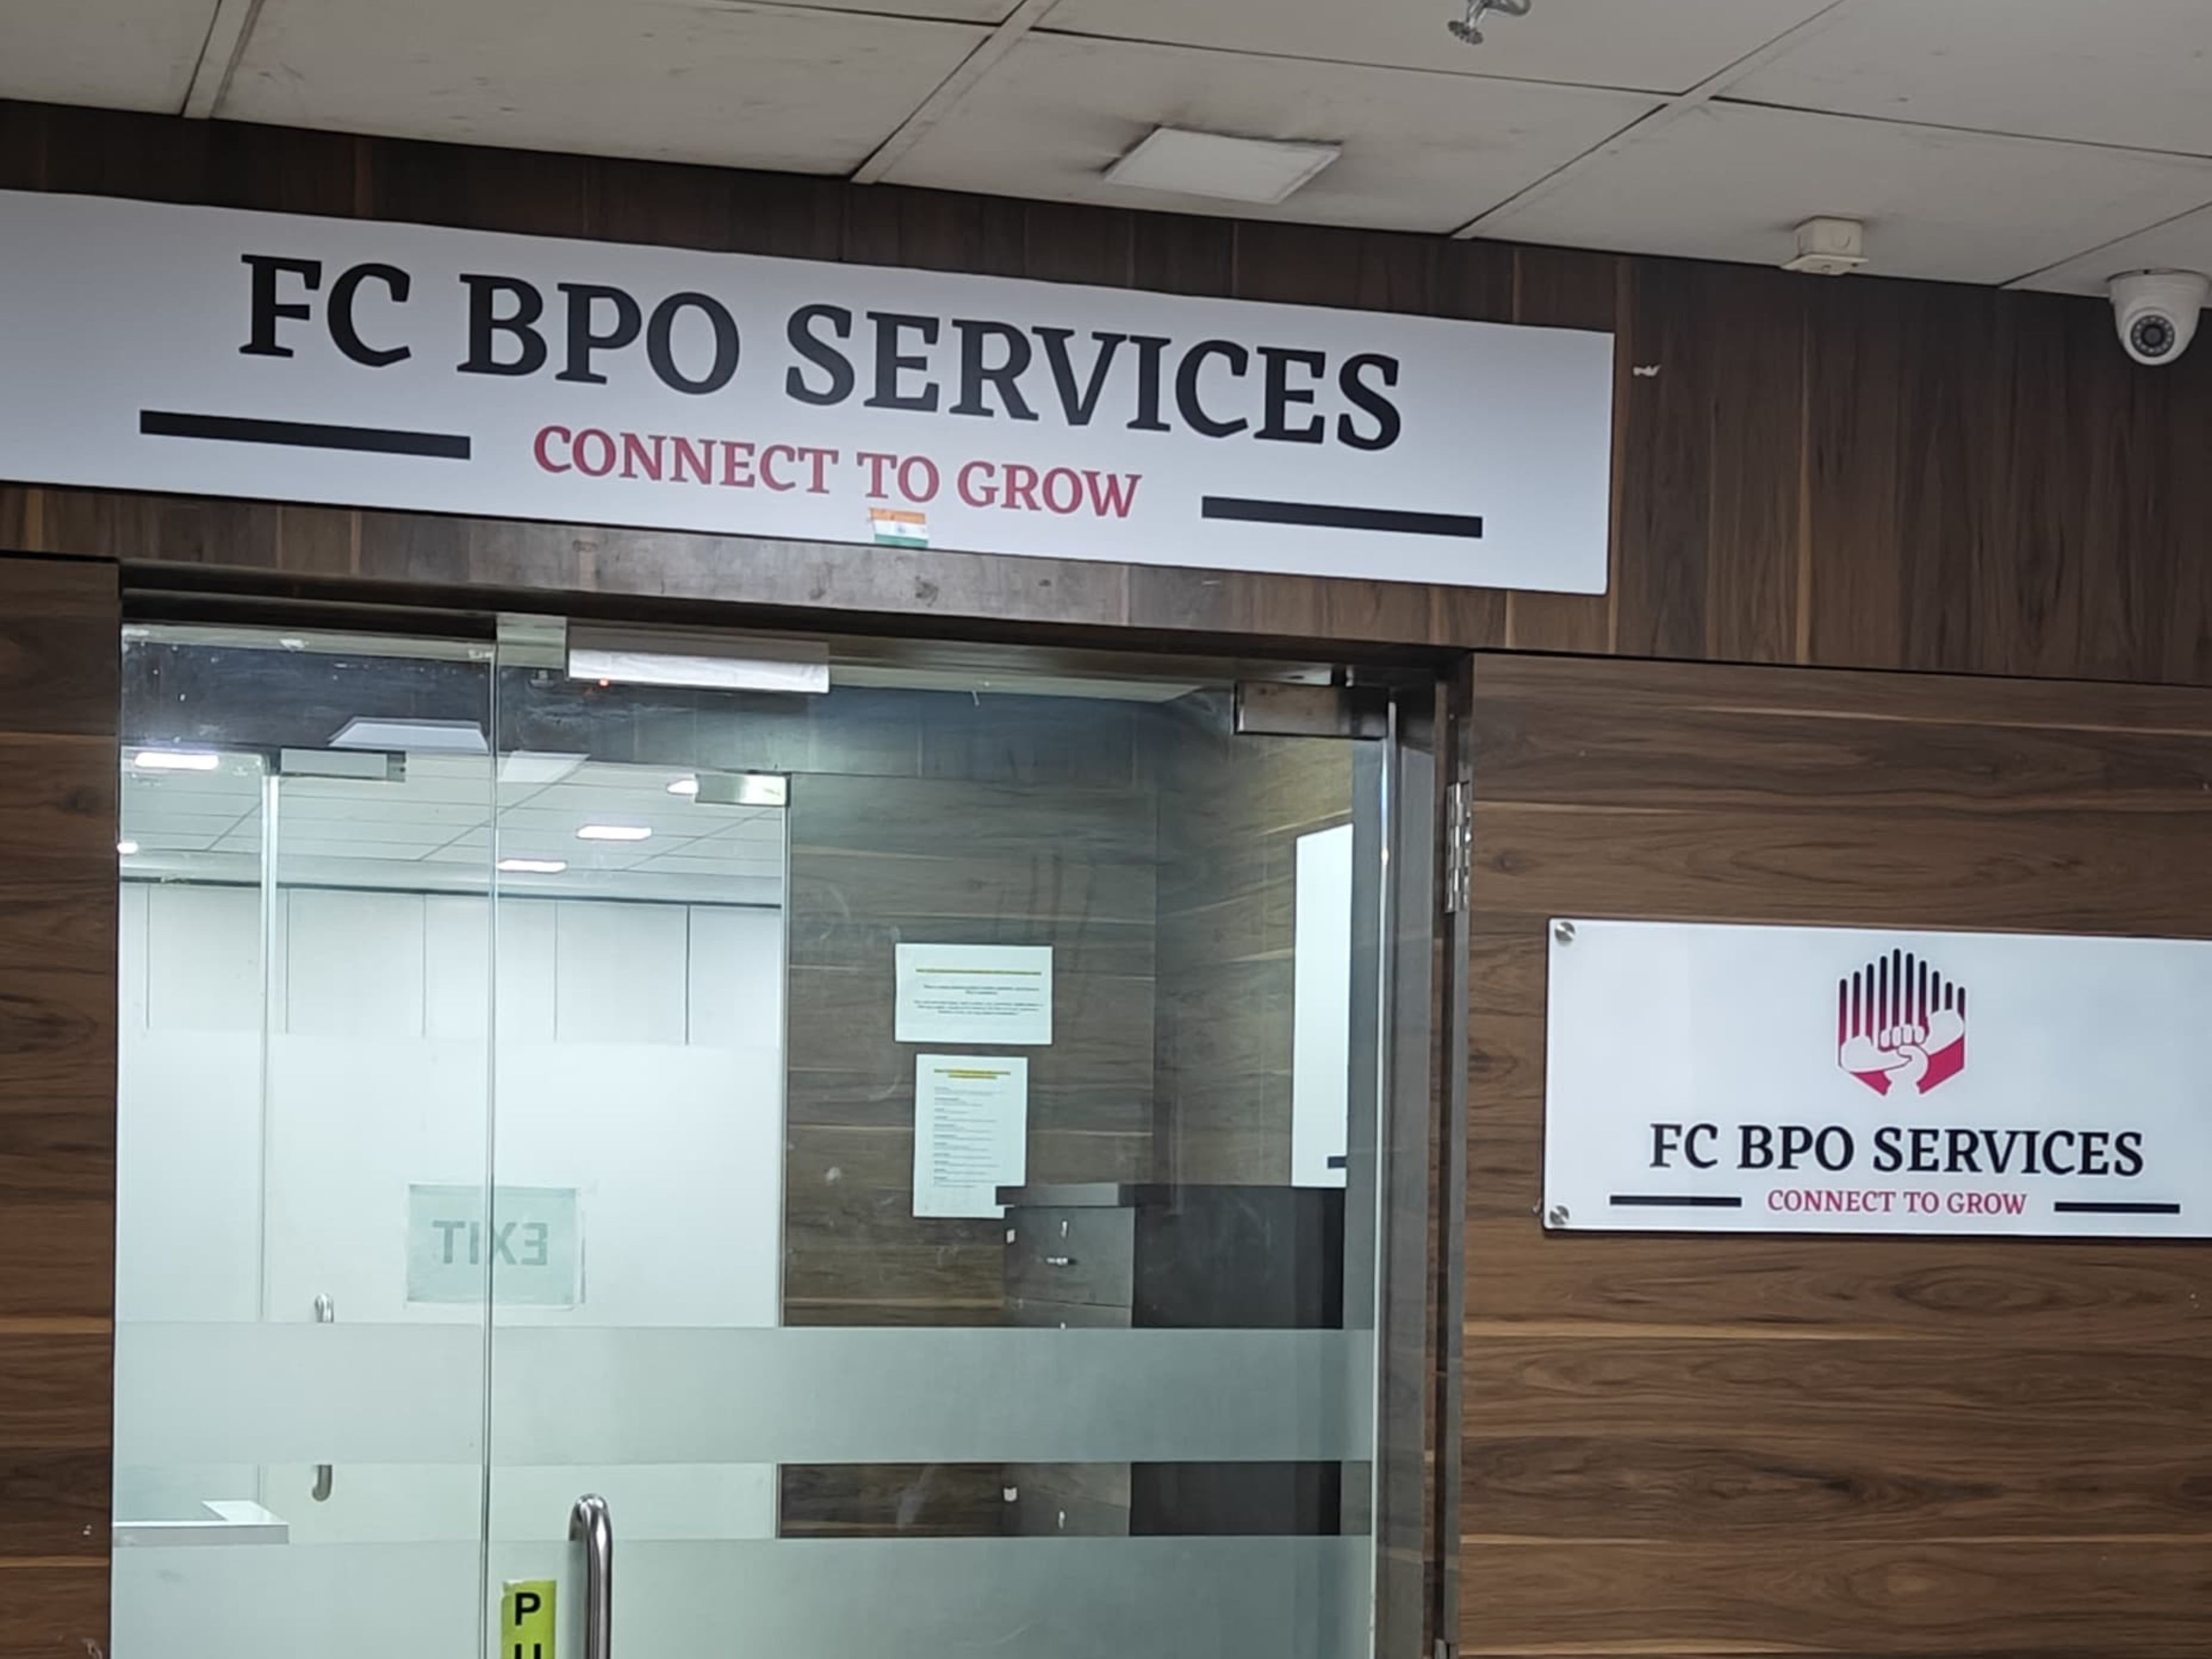 FC BPO SERVICES
CONNECT TO GROW
EXIT
P
FC BPO SERVICES
CONNECT TO GROW